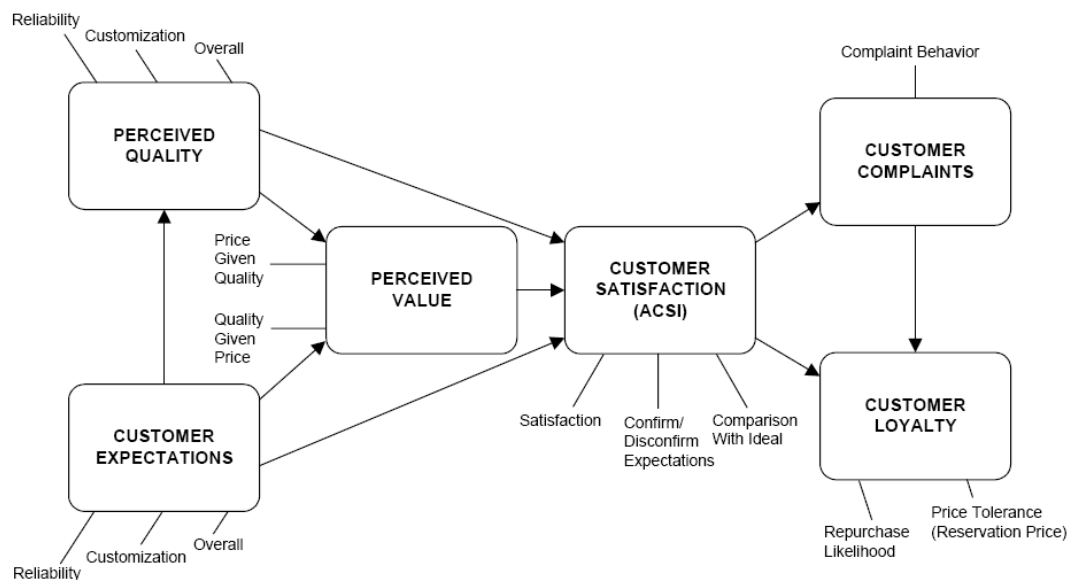 Reliability
Customization
Overall
PERCEIVED
QUALITY
Complaint Behavior
CUSTOMER
COMPLAINTS
Price
Given
Quality
PERCEIVED
VALUE
Quality
Given
Price
CUSTOMER
SATISFACTION
(ACSI)
Satisfaction
Confirm/
Disconfirm
Expectations
Comparison
With Ideal
CUSTOMER
EXPECTATIONS
Reliability
Customization
Overall
CUSTOMER
LOYALTY
Repurchase
Likelihood
Price Tolerance
(Reservation Price)